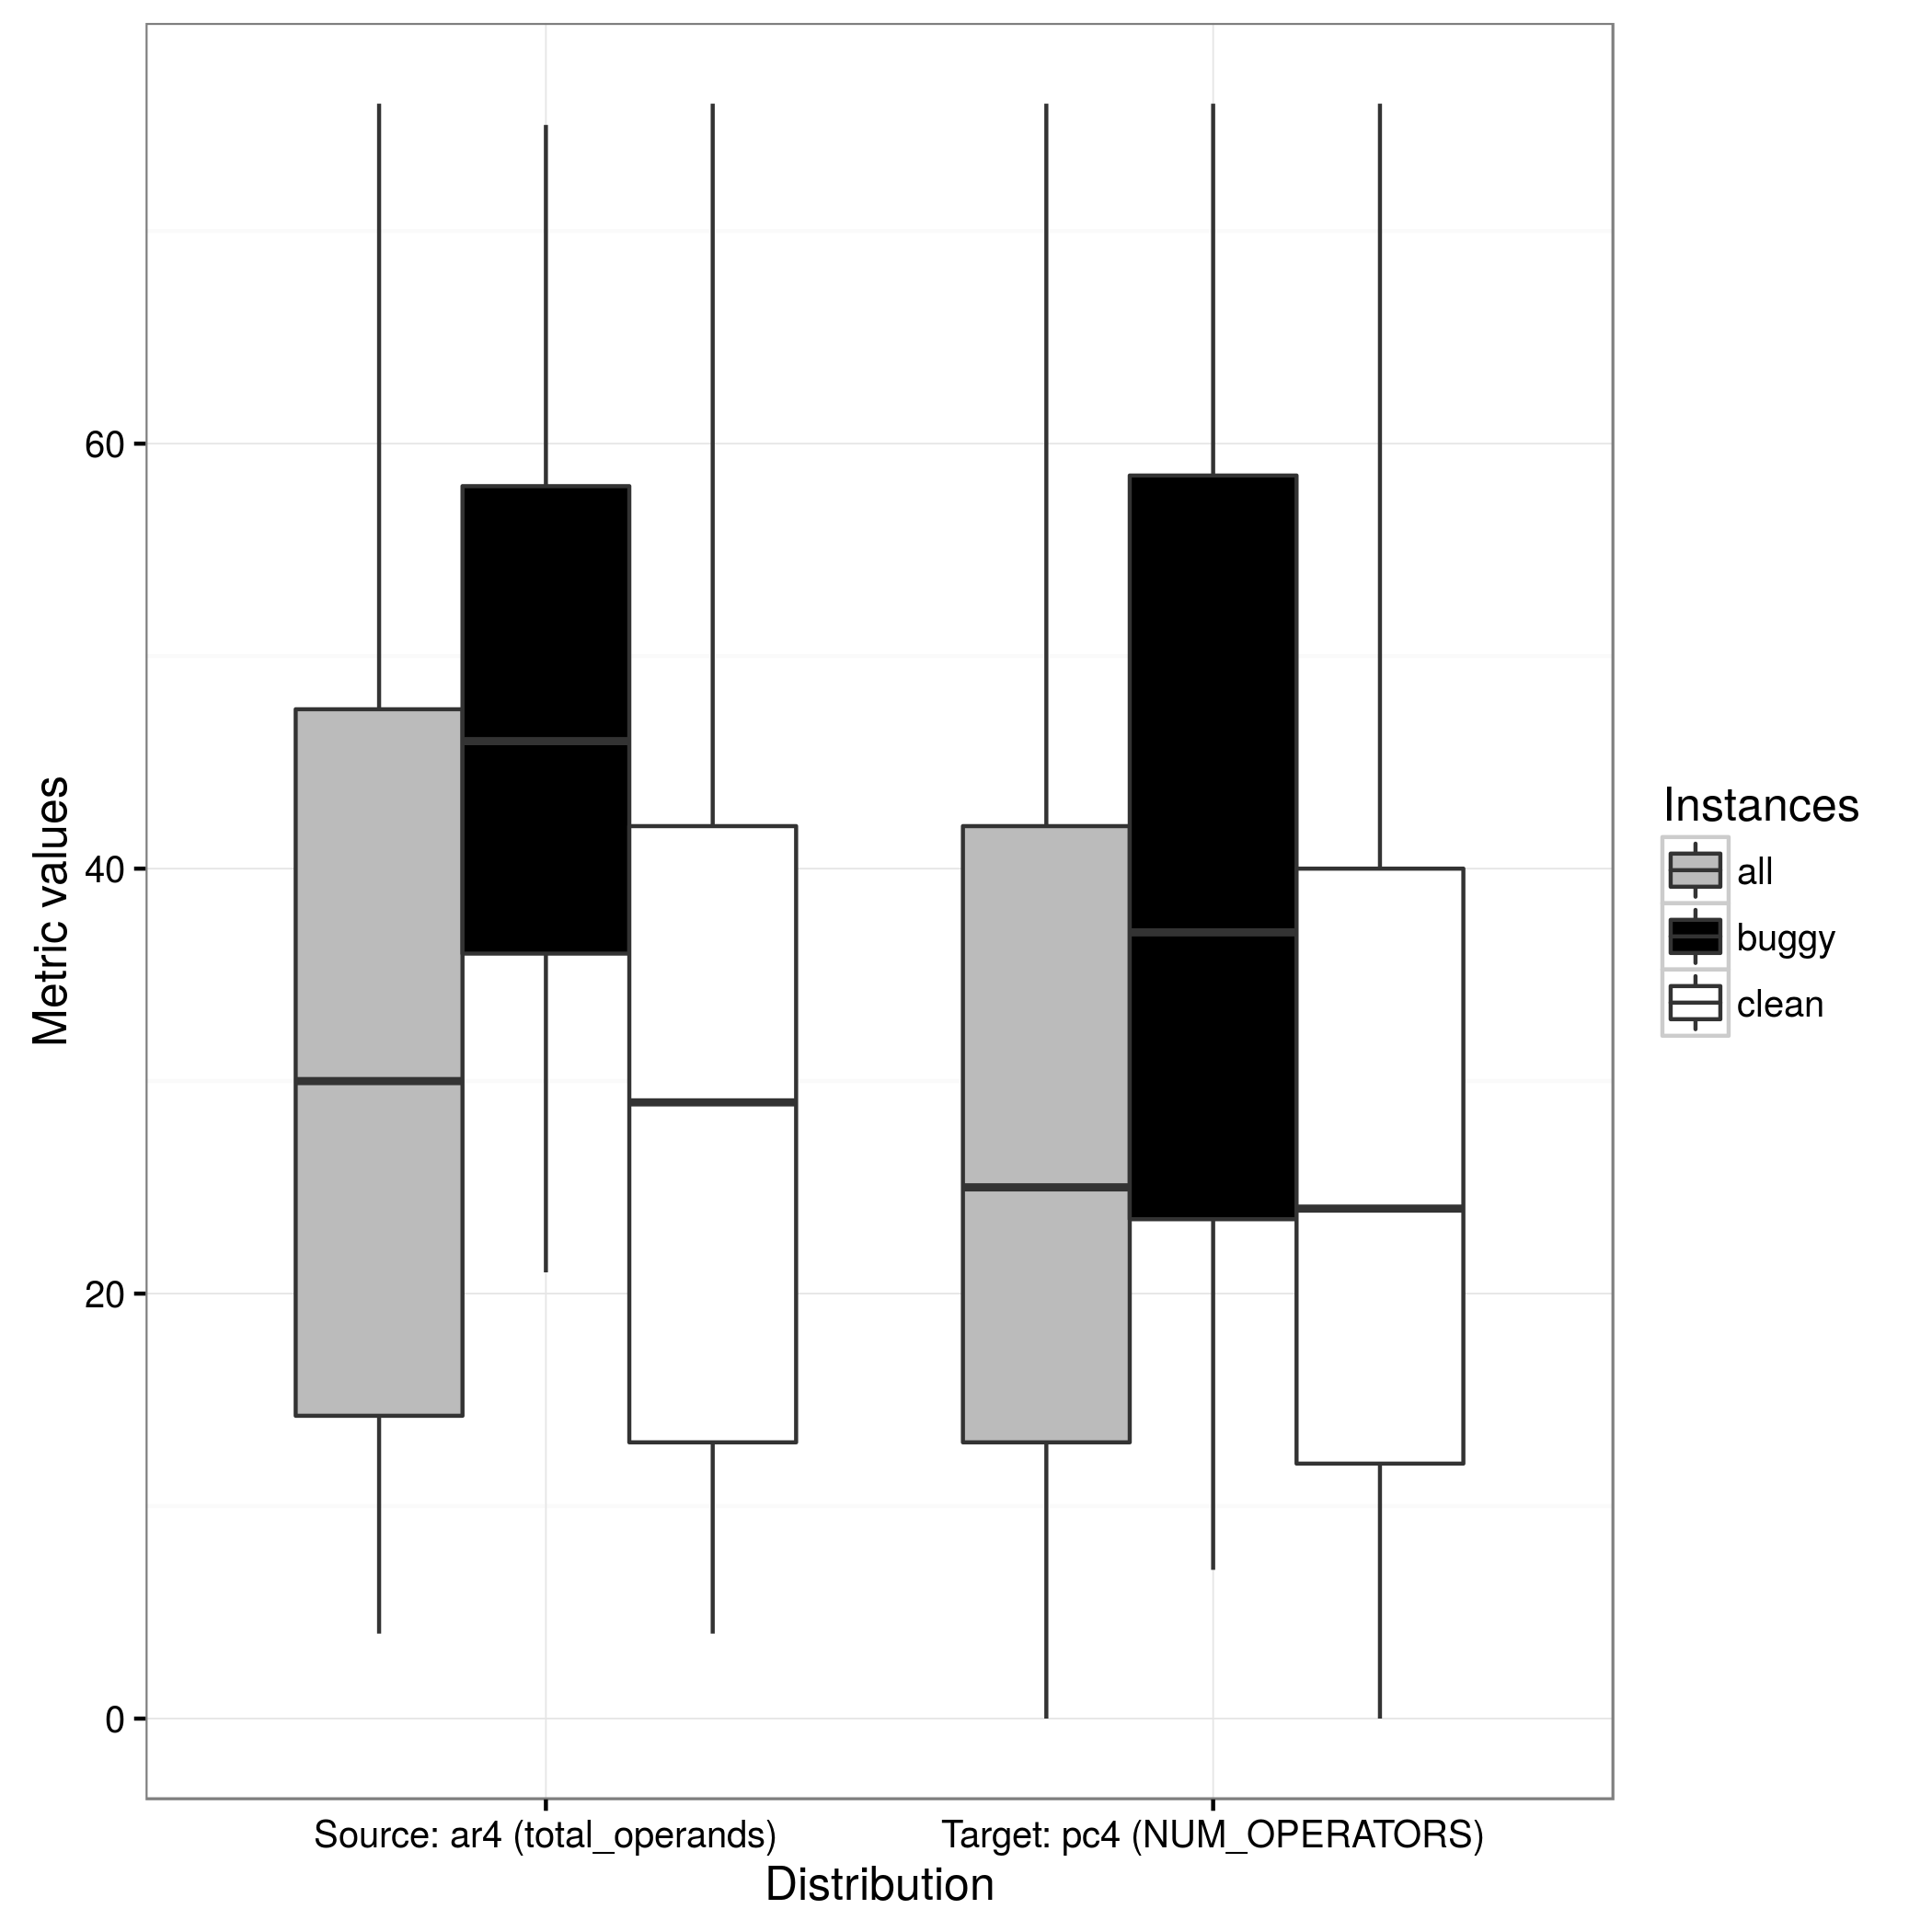 Metric values
60
40
20
0
Source: ar4 (total_operands)
Target: pc4 (NUM_OPERATORS)
Distribution
Instances
all
buggy
clean